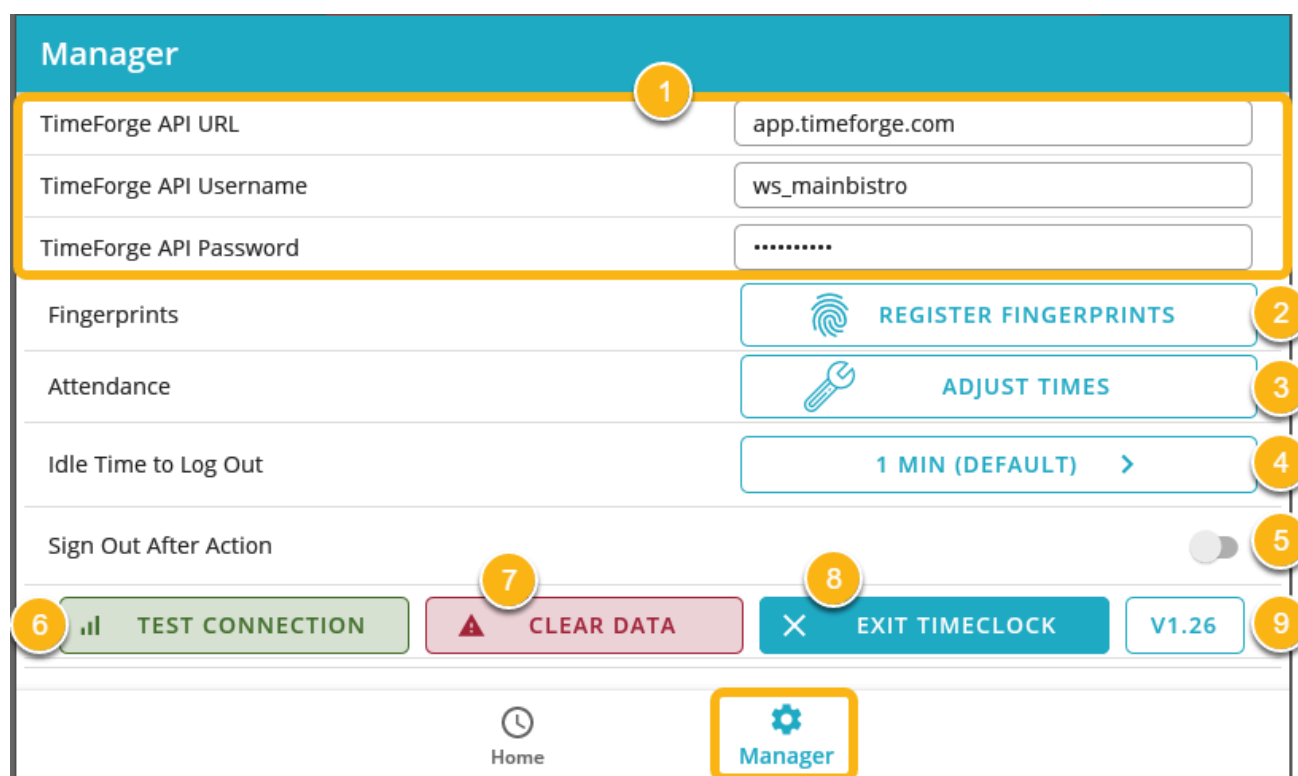 Manager
1
TimeForge API URL app.timeforge.com
TimeForge API Username ws_mainbistro
TimeForge API Password ••••••••••
Fingerprints REGISTER FINGERPRINTS 2
Attendance ADJUST TIMES 3
Idle Time to Log Out 1 MIN (DEFAULT) > 4
Sign Out After Action 5
7 8
6 TEST CONNECTION CLEAR DATA EXIT TIMECLOCK V1.26 9
Home Manager